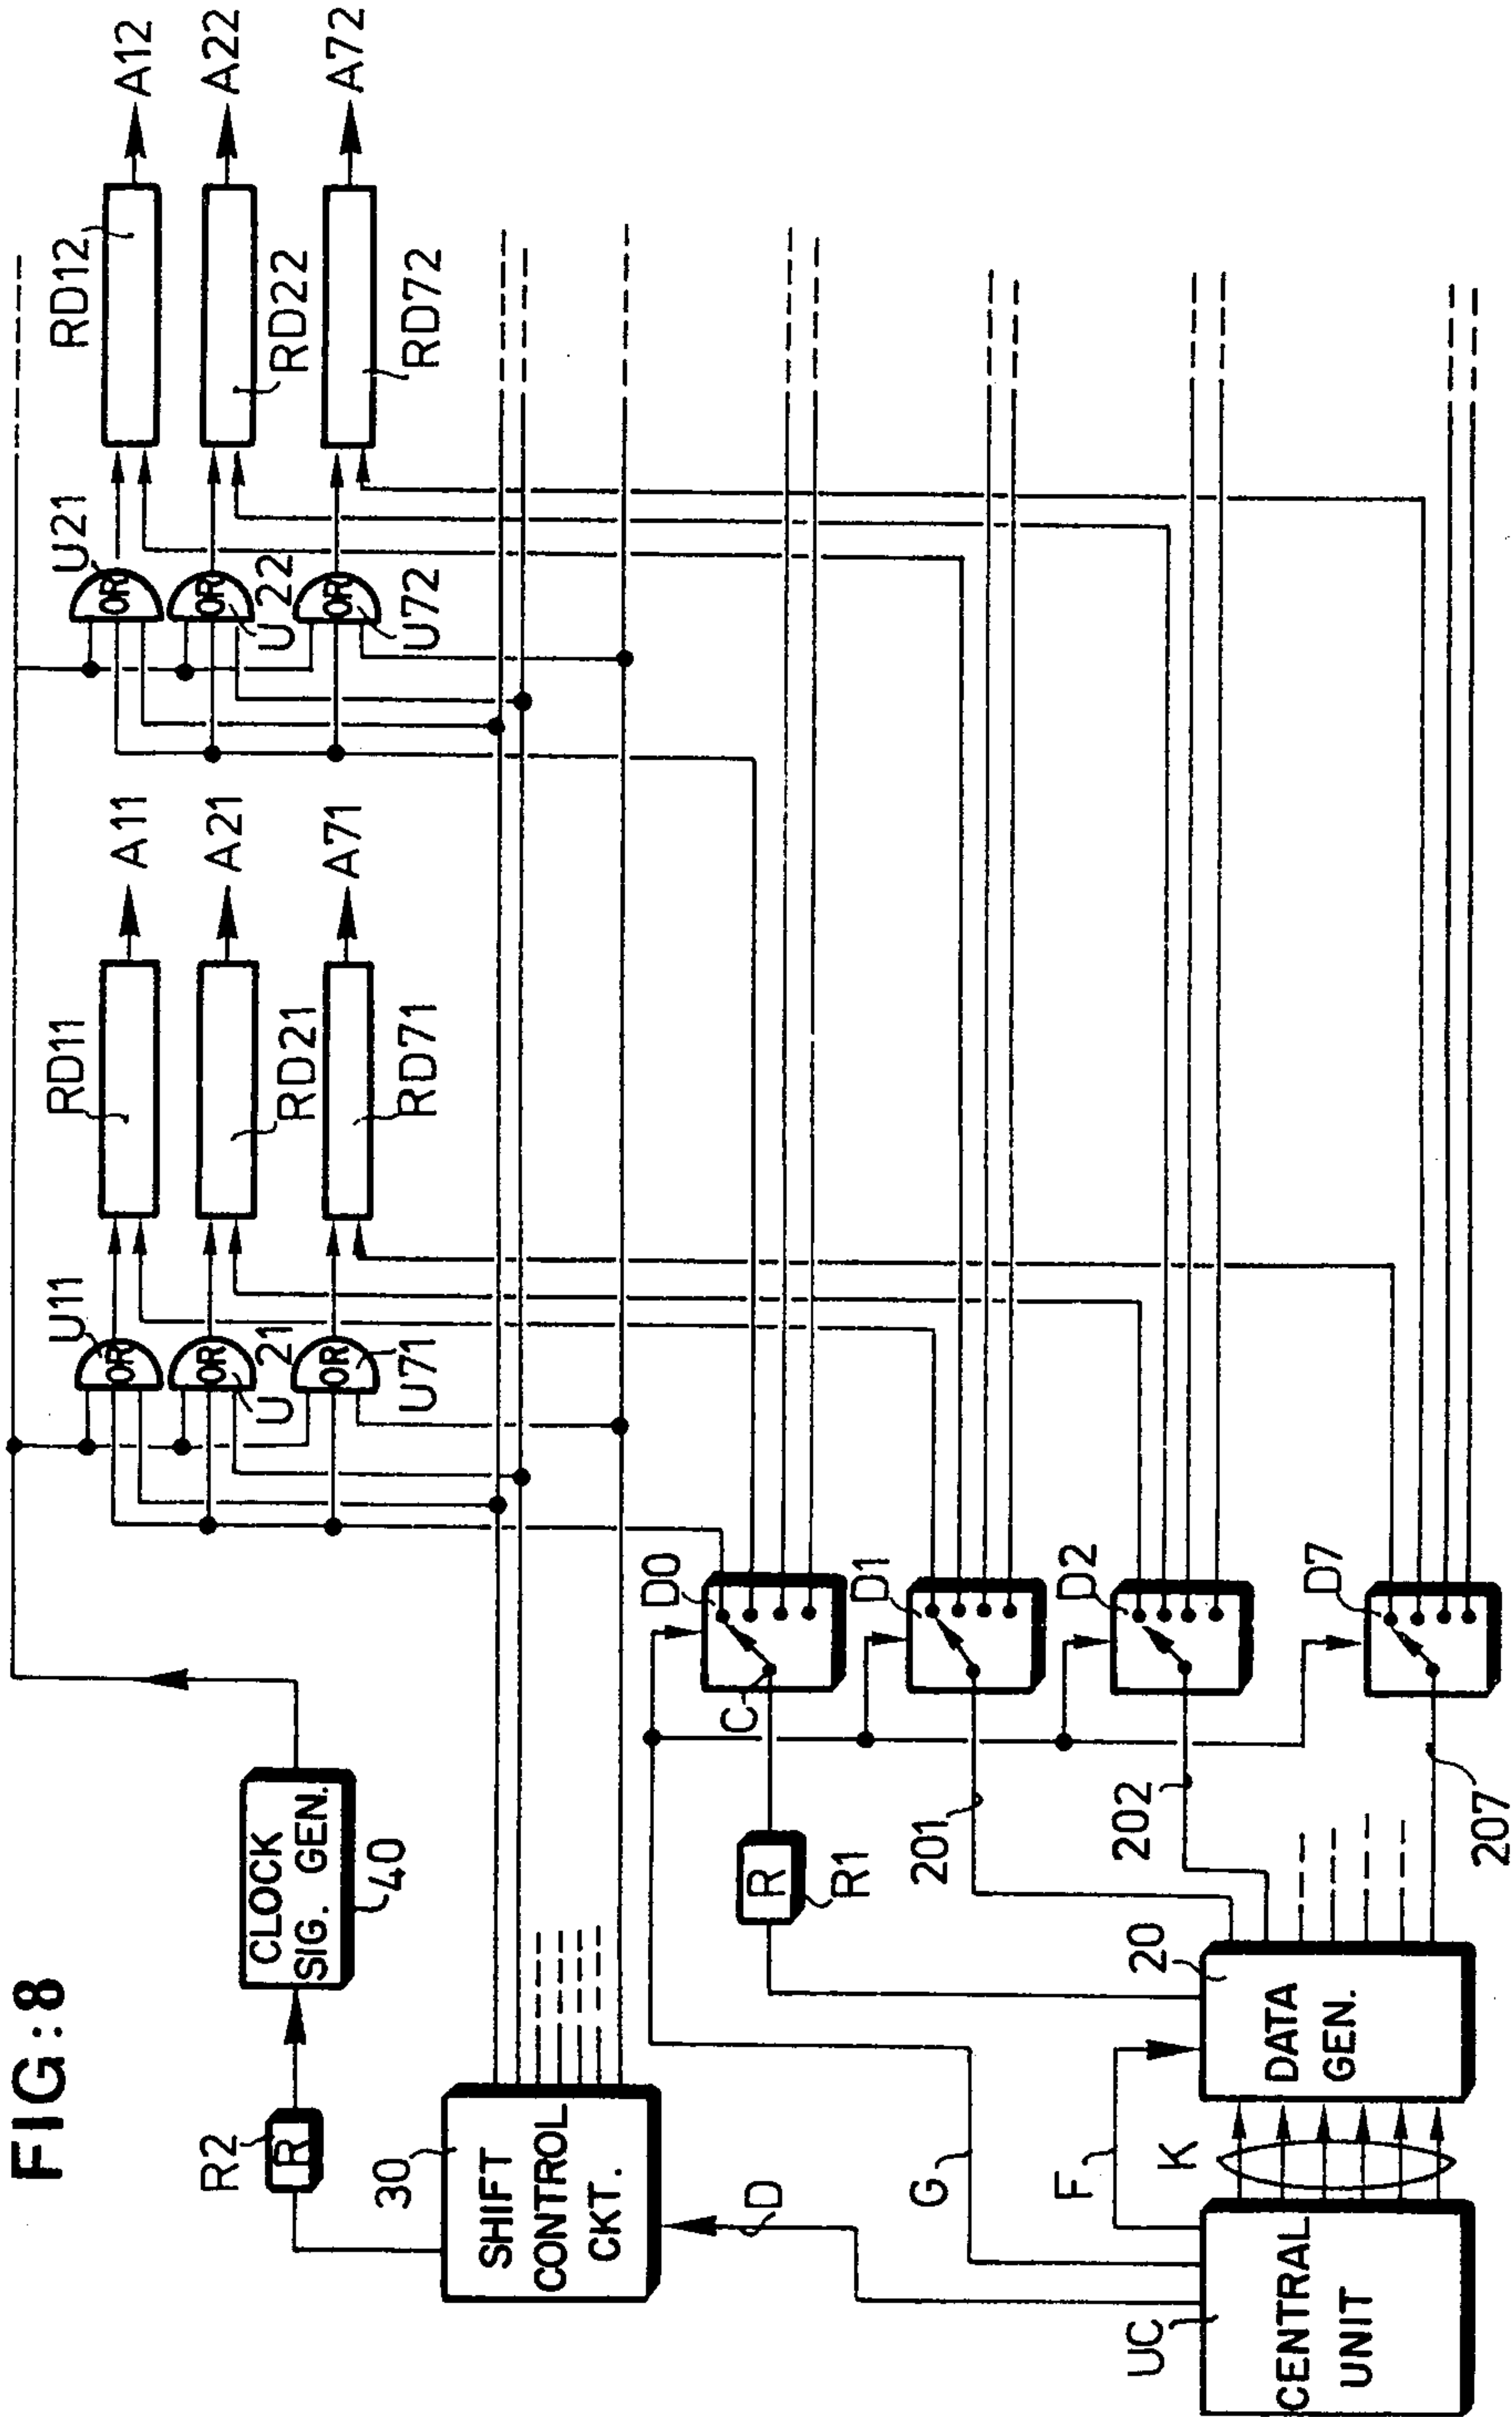 FIG:8
R2
R
CLOCK
SIG. GEN.
40
30
SHIFT
CONTROL
CKT.
D
G
F
K
UC
CENTRAL
UNIT
20
DATA
GEN.
R
R1
201
202
207
C
D0
D1
D2
D7
U11
OR
OR
U 21
OR
U71
RD11
RD21
RD71
A11
A21
A71
U21
OR
OR
U 22
OR
U72
RD12
RD22
RD72
A12
A22
A72